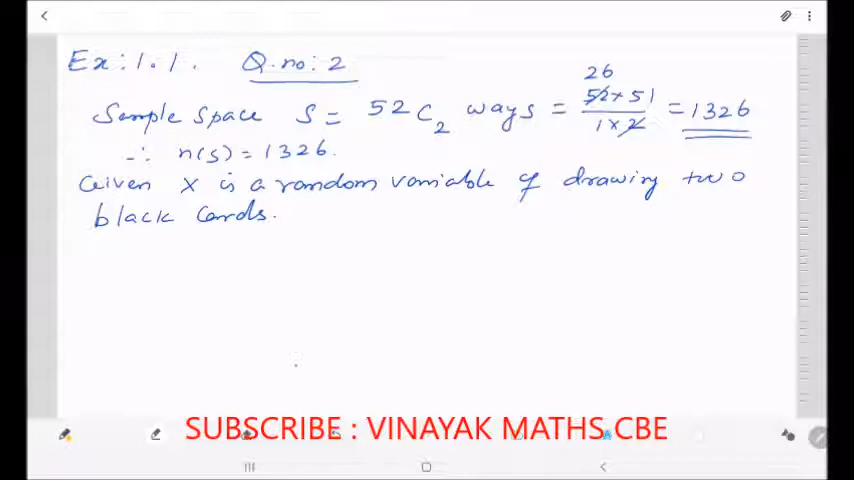 Ex: 1.1. Q.no: 2
26
Sample space S = 52C2 ways = 52 × 51 / 1 × 2 = 1326
∴ n(s) = 1326.
Given X is a random variable of drawing two
black cards.
SUBSCRIBE : VINAYAK MATHS CBE